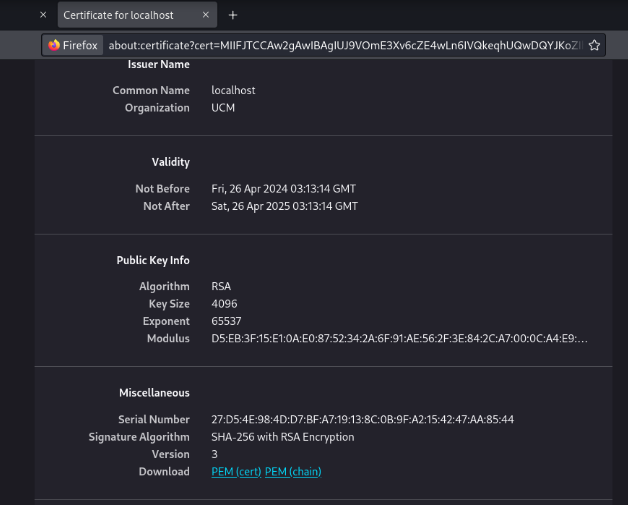 Certificate for localhost
Firefox about:certificate?cert=MIIFJTCCAw2gAwIBAgIUJ9VOmE3Xv6cZE4wLn6IVQkeqhUQwDQYJKoZI
Issuer Name
Common Name localhost
Organization UCM
Validity
Not Before Fri, 26 Apr 2024 03:13:14 GMT
Not After Sat, 26 Apr 2025 03:13:14 GMT
Public Key Info
Algorithm RSA
Key Size 4096
Exponent 65537
Modulus D5:EB:3F:15:E1:0A:E0:87:52:34:2A:6F:91:AE:56:2F:3E:84:2C:A7:00:0C:A4:E9:…
Miscellaneous
Serial Number 27:D5:4E:98:4D:D7:BF:A7:19:13:8C:0B:9F:A2:15:42:47:AA:85:44
Signature Algorithm SHA-256 with RSA Encryption
Version 3
Download PEM (cert) PEM (chain)